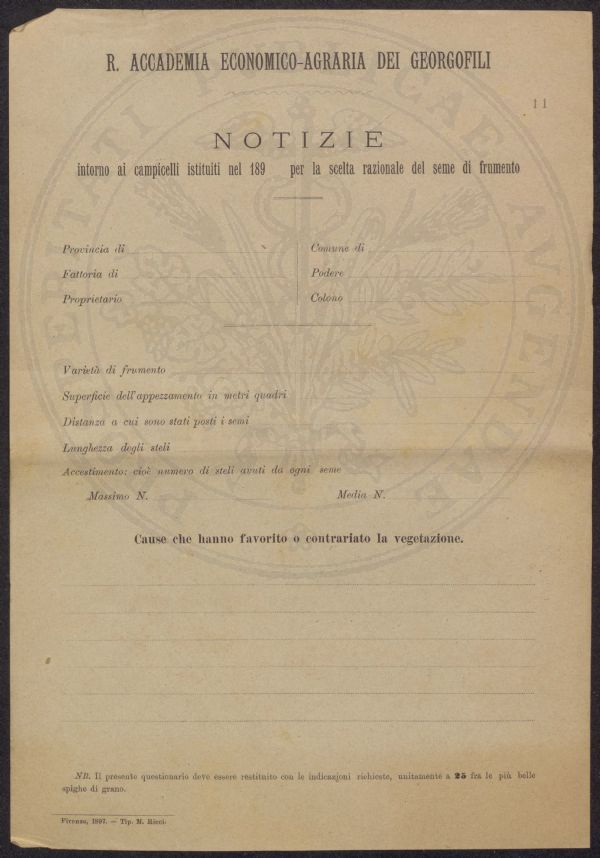 R. ACCADEMIA ECONOMICO-AGRARIA DEI GEORGOFILI
11
NOTIZIE
intorno ai campicelli istituiti nel 189 per la scelta razionale del seme di frumento
Provincia di Comune di
Fattoria di Podere
Proprietario Colono
Varietà di frumento
Superficie dell'appezzamento in metri quadri
Distanza a cui sono stati posti i semi
Lunghezza degli steli
Accestimento: cioè numero di steli avuti da ogni seme
Massimo N. Media N.
Cause che hanno favorito o contrariato la vegetazione.
NB. Il presente questionario deve essere restituito con le indicazioni richieste, unitamente a 25 fra le più belle
spighe di grano.
Firenze, 1897. — Tip. M. Ricci.
PROSPERITATI PUBLICAE AUGENDAE